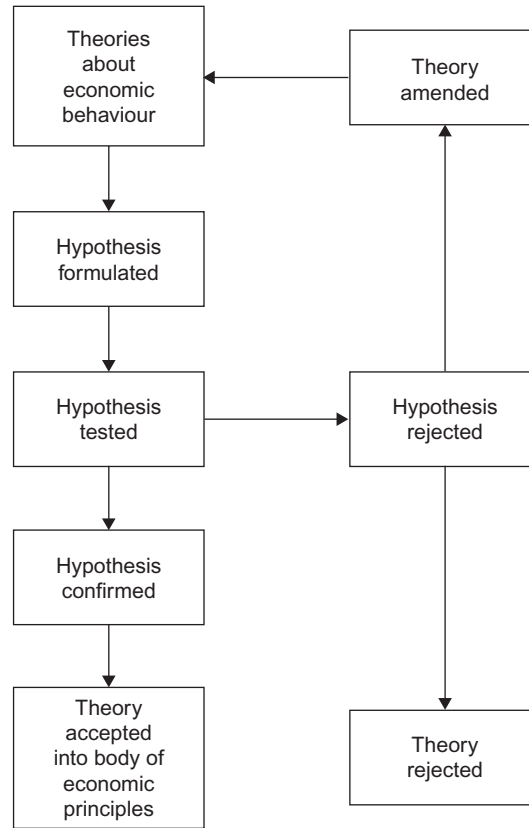 Theories
about
economic
behaviour
Theory
amended
Hypothesis
formulated
Hypothesis
tested
Hypothesis
rejected
Hypothesis
confirmed
Theory
accepted
into body of
economic
principles
Theory
rejected